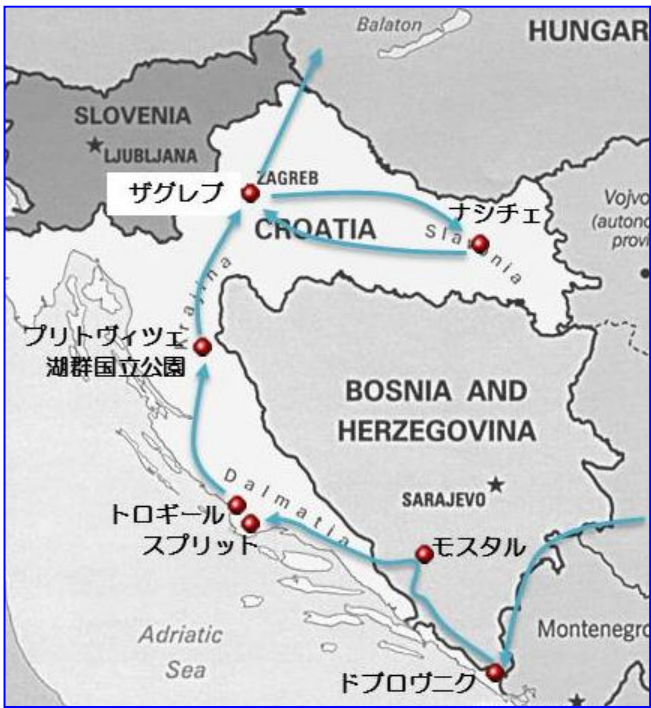 Balaton
HUNGAR
SLOVENIA
LJUBLJANA
ZAGREB
ザグレブ
ナシチェ
Vojvo
(autono
provi
CROATIA
Slavonia
Krajina
プリトヴィツェ
湖群国立公園
BOSNIA AND
HERZEGOVINA
Dalmatia
SARAJEVO
トロギール
スプリット
モスタル
Adriatic
Sea
Montenegro
ドブロヴニク